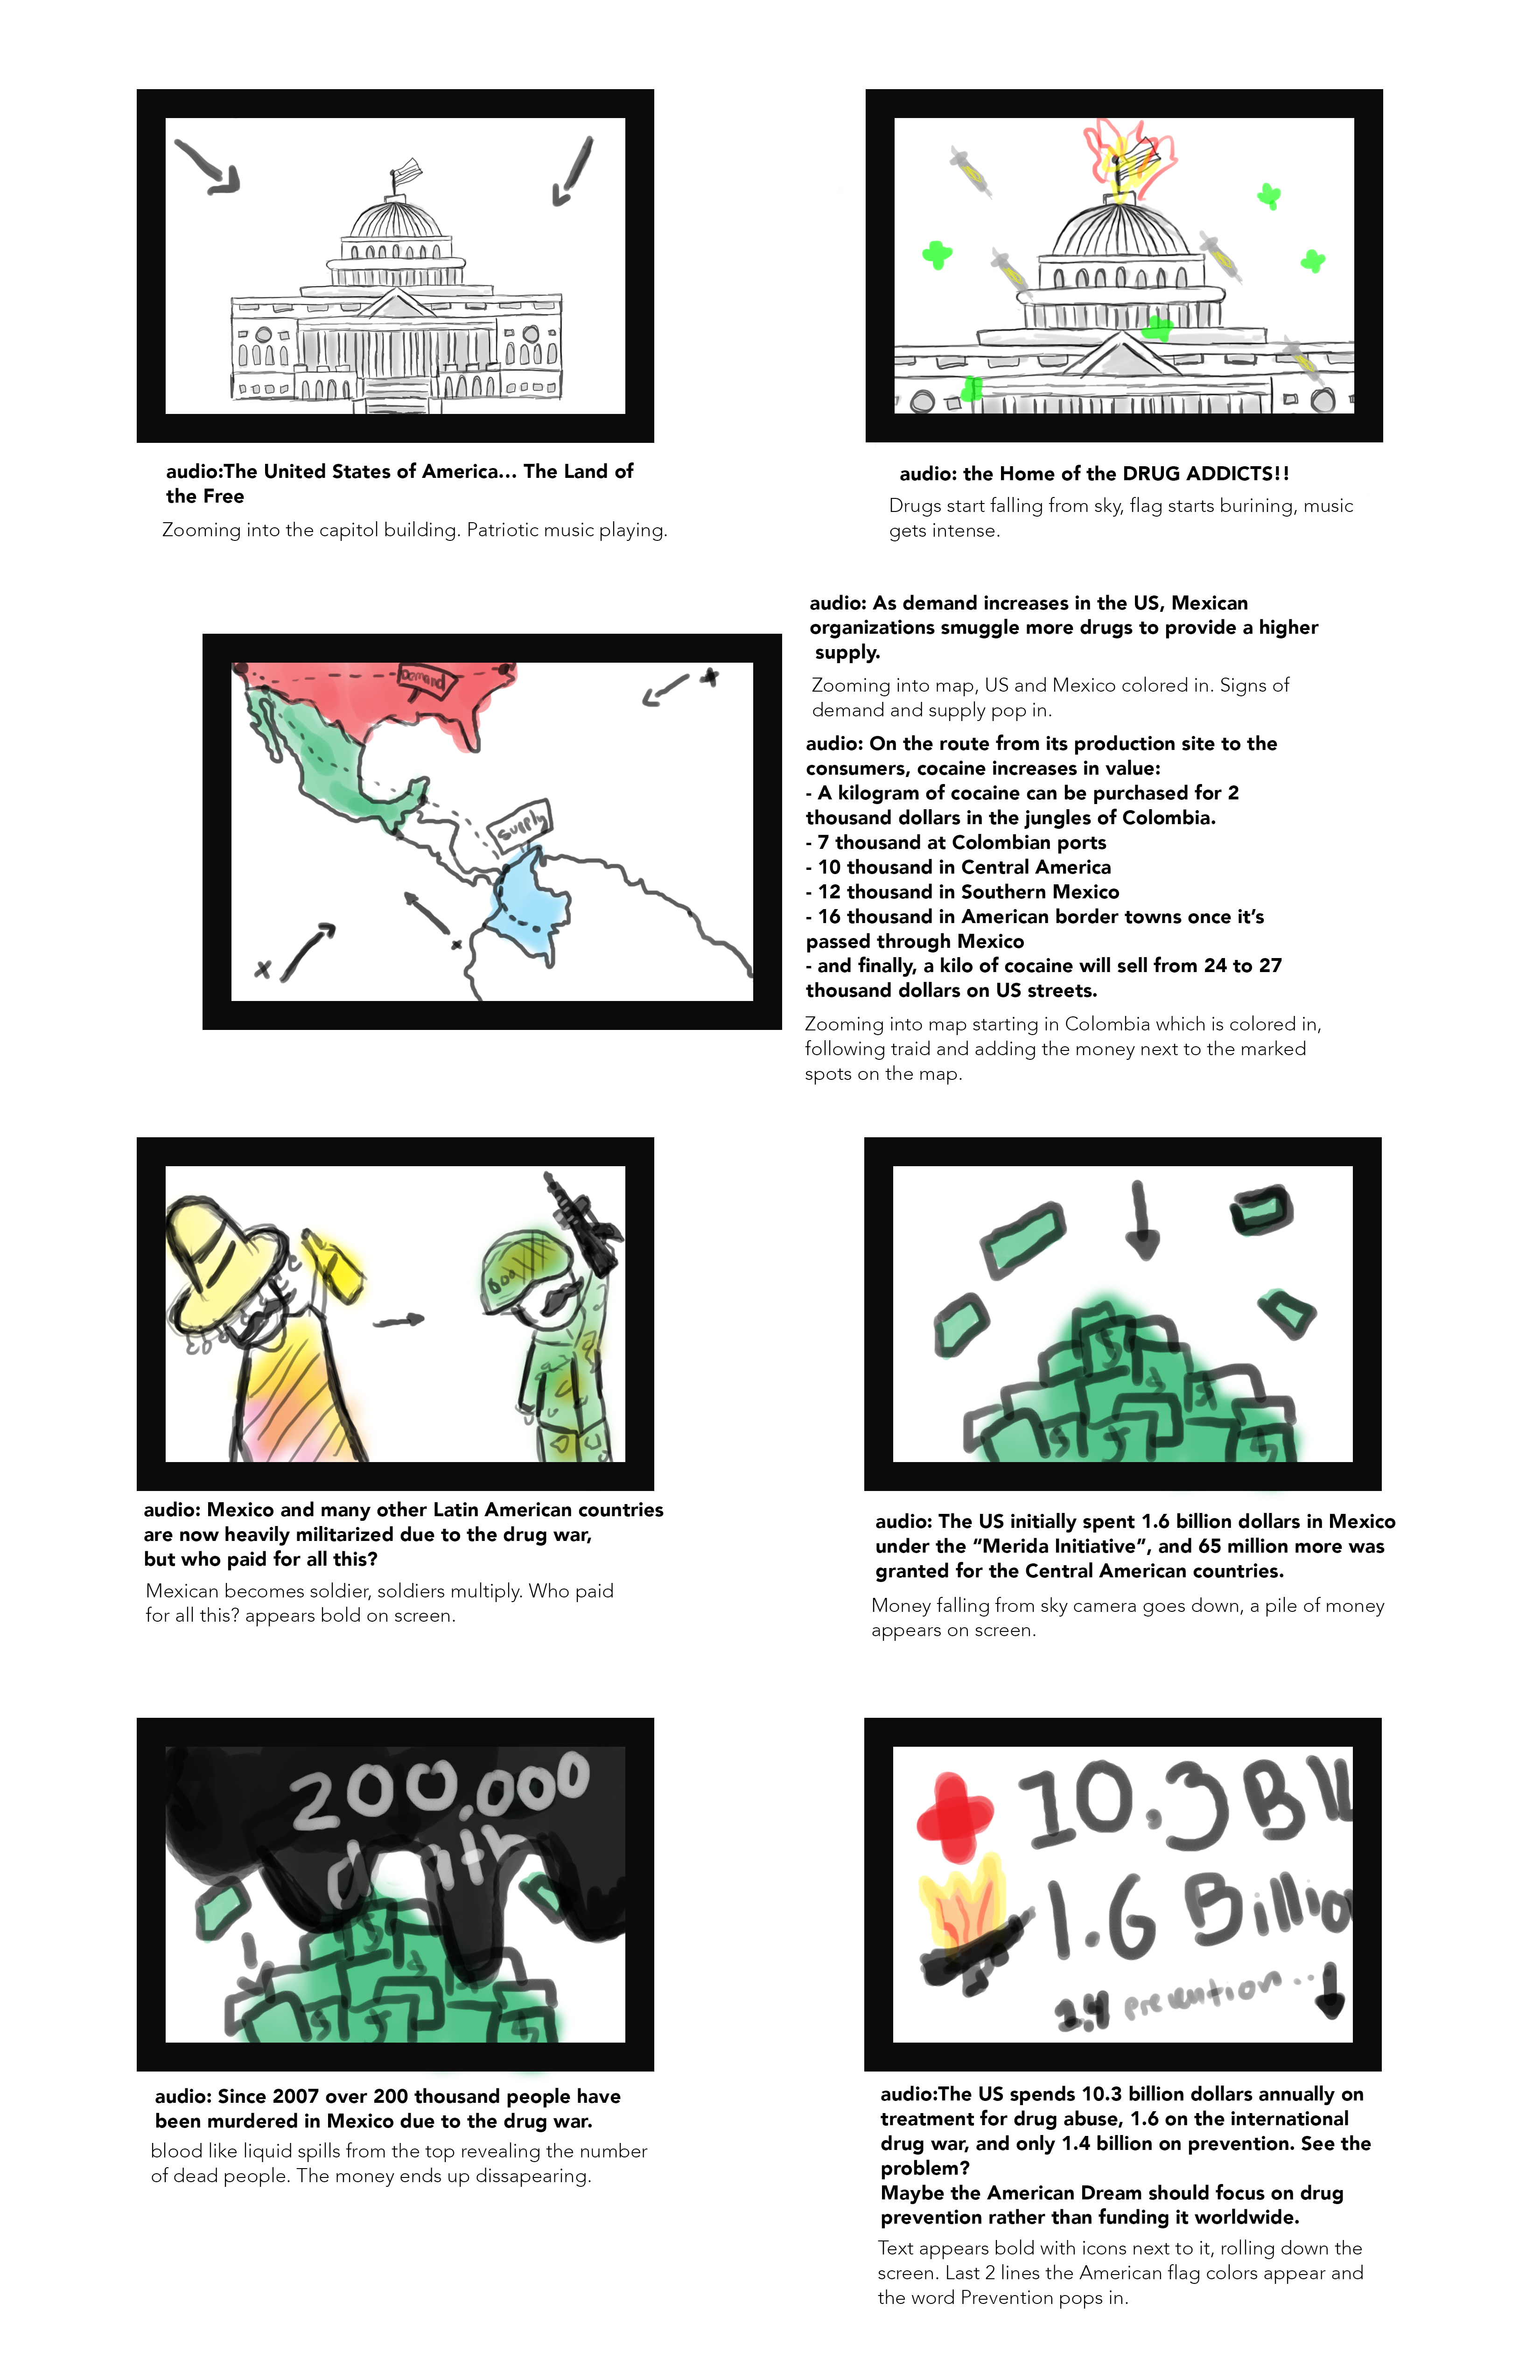 audio:The United States of America... The Land of
the Free
Zooming into the capitol building. Patriotic music playing.
audio: the Home of the DRUG ADDICTS!!
Drugs start falling from sky, flag starts burining, music
gets intense.
Demand
supply
audio: As demand increases in the US, Mexican
organizations smuggle more drugs to provide a higher
supply.
Zooming into map, US and Mexico colored in. Signs of
demand and supply pop in.
audio: On the route from its production site to the
consumers, cocaine increases in value:
- A kilogram of cocaine can be purchased for 2
thousand dollars in the jungles of Colombia.
- 7 thousand at Colombian ports
- 10 thousand in Central America
- 12 thousand in Southern Mexico
- 16 thousand in American border towns once it's
passed through Mexico
- and finally, a kilo of cocaine will sell from 24 to 27
thousand dollars on US streets.
Zooming into map starting in Colombia which is colored in,
following traid and adding the money next to the marked
spots on the map.
audio: Mexico and many other Latin American countries
are now heavily militarized due to the drug war,
but who paid for all this?
Mexican becomes soldier, soldiers multiply. Who paid
for all this? appears bold on screen.
audio: The US initially spent 1.6 billion dollars in Mexico
under the “Merida Initiative”, and 65 million more was
granted for the Central American countries.
Money falling from sky camera goes down, a pile of money
appears on screen.
200.000
audio: Since 2007 over 200 thousand people have
been murdered in Mexico due to the drug war.
blood like liquid spills from the top revealing the number
of dead people. The money ends up dissapearing.
10.3 Bil
1.6 Billio
1.4 prevention...
audio:The US spends 10.3 billion dollars annually on
treatment for drug abuse, 1.6 on the international
drug war, and only 1.4 billion on prevention. See the
problem?
Maybe the American Dream should focus on drug
prevention rather than funding it worldwide.
Text appears bold with icons next to it, rolling down the
screen. Last 2 lines the American flag colors appear and
the word Prevention pops in.